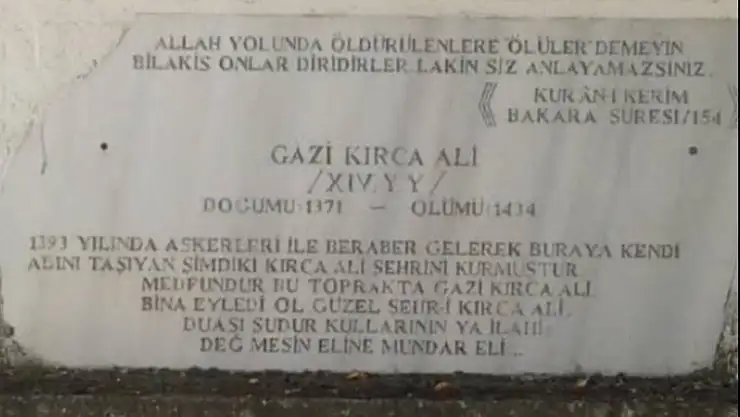 ALLAH YOLUNDA ÖLDÜRÜLENLERE "ÖLÜLER" DEMEYİN
BİLAKİS ONLAR DİRİDİRLER LAKİN SİZ ANLAYAMAZSINIZ.
《 KUR'ÂN-I KERİM
BAKARA SURESİ/154 》
GAZİ KIRCA ALİ
/XIV.Y.Y/
DOĞUMU:1371 — ÖLÜMÜ:1434
1393 YILINDA ASKERLERİ İLE BERABER GELEREK BURAYA KENDİ
ADINI TAŞIYAN ŞİMDİKİ KIRCA ALİ ŞEHRİNİ KURMUŞTUR
MEDFUNDUR BU TOPRAKTA GAZİ KIRCA ALİ.
BİNA EYLEDİ OL GÜZEL ŞEHR-İ KIRCA ALİ.
DUASI ŞUDUR KULLARININ YA İLAHİ:
DEĞ MESİN ELİNE MUNDAR ELİ...